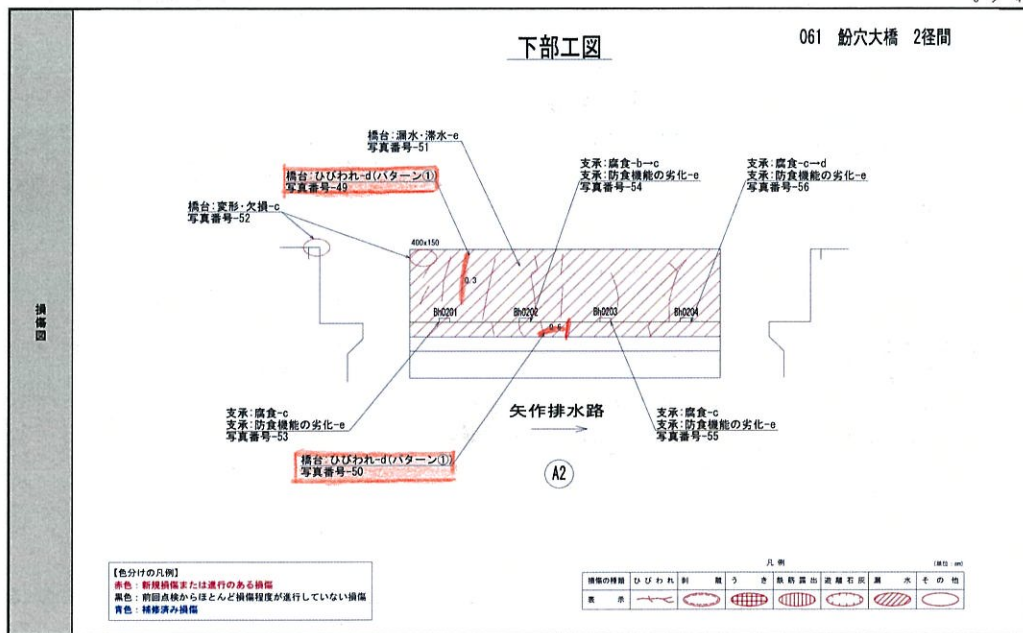 下部工図
061 鮒穴大橋 2径間
損傷図
橋台:漏水・滞水-e
写真番号-51
橋台:ひびわれ-d(パターン①)
写真番号-49
橋台:変形・欠損-c
写真番号-52
支承:腐食-b→c
支承:防食機能の劣化-e
写真番号-54
支承:腐食-c→d
支承:防食機能の劣化-e
写真番号-56
400x150
0.3
Bh0201
Bh0202
Bh0203
Bh0204
0.6
支承:腐食-c
支承:防食機能の劣化-e
写真番号-53
矢作排水路
支承:腐食-c
支承:防食機能の劣化-e
写真番号-55
橋台:ひびわれ-d(パターン①)
写真番号-50
A2
【色分けの凡例】
赤色:新規損傷または進行のある損傷
黒色:前回点検からほとんど損傷程度が進行していない損傷
青色:補修済み損傷
凡例
(単位:mm)
損傷の種類 ひびわれ 剥離 うき 鉄筋露出 遊離石灰 漏水 その他
表示